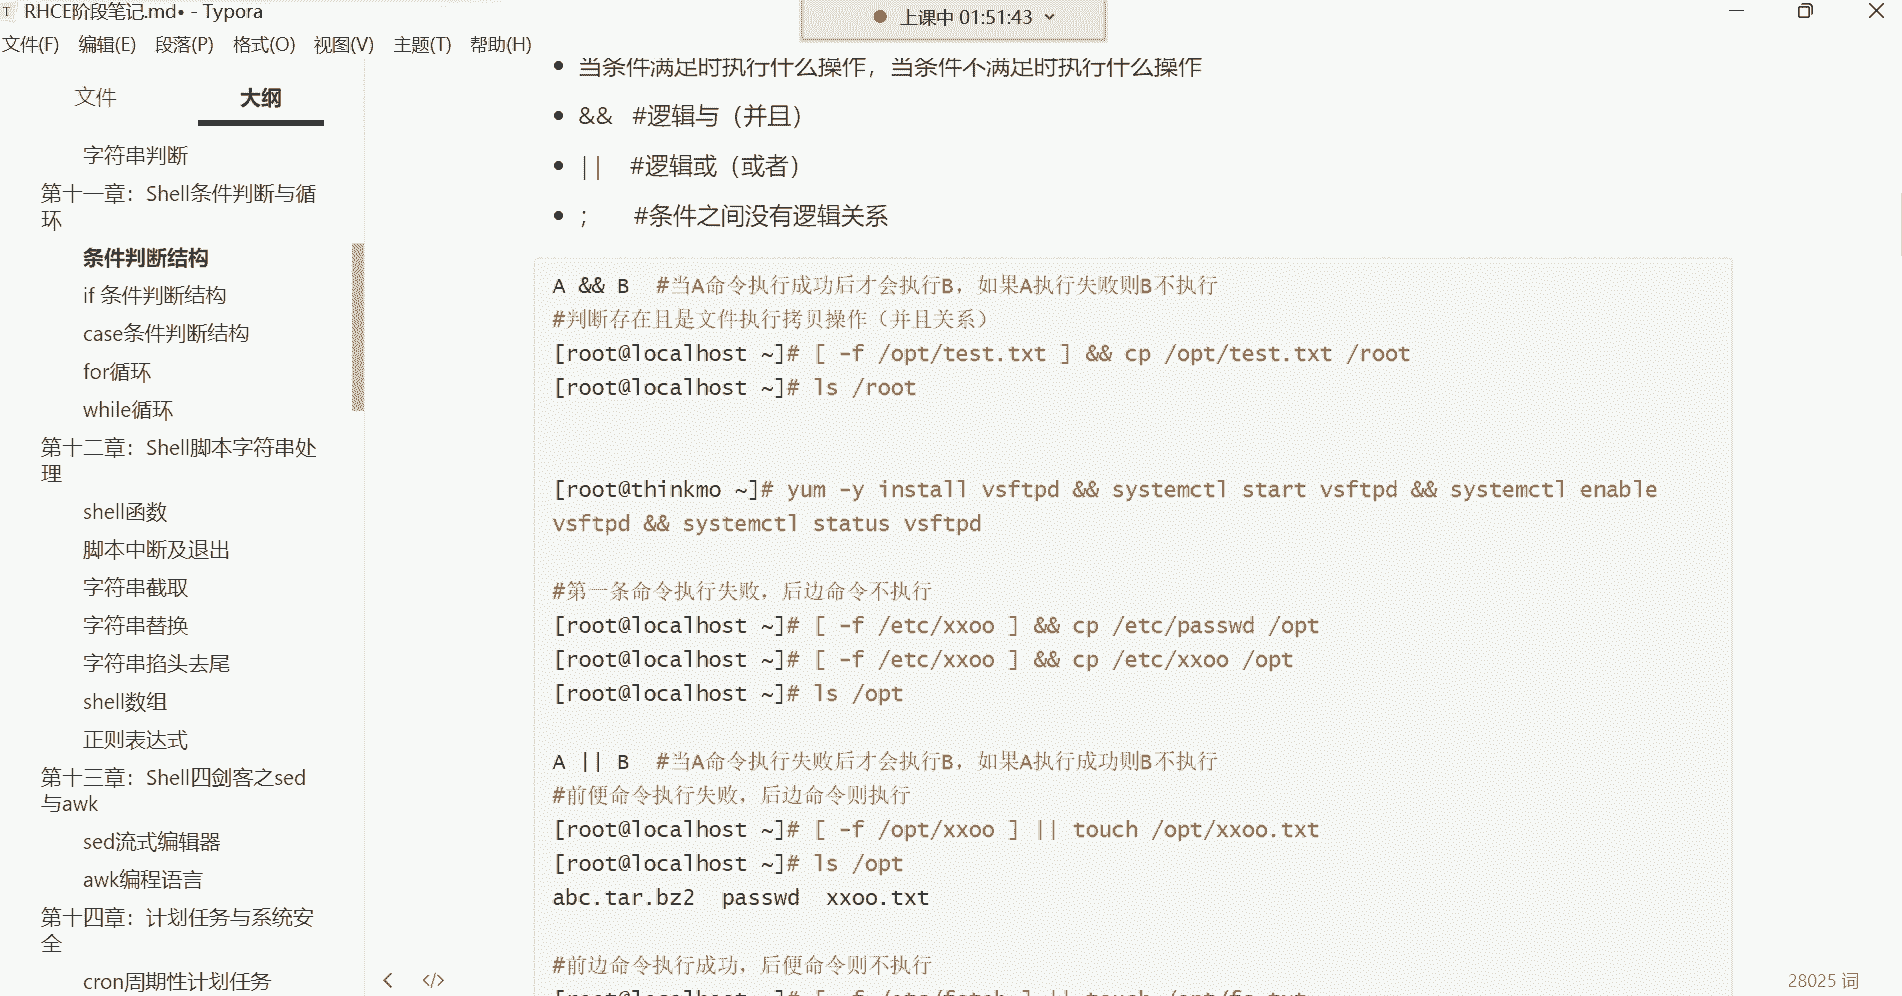 RHCE阶段笔记.md• - Typora
上课中 01:51:43
文件(F) 编辑(E) 段落(P) 格式(O) 视图(V) 主题(T) 帮助(H)
文件 大纲
字符串判断
第十一章：Shell条件判断与循
环
条件判断结构
if 条件判断结构
case条件判断结构
for循环
while循环
第十二章：Shell脚本字符串处
理
shell函数
脚本中断及退出
字符串截取
字符串替换
字符串掐头去尾
shell数组
正则表达式
第十三章：Shell四剑客之sed
与awk
sed流式编辑器
awk编程语言
第十四章：计划任务与系统安
全
cron周期性计划任务
当条件满足时执行什么操作，当条件不满足时执行什么操作
&& #逻辑与（并且）
|| #逻辑或（或者）
; #条件之间没有逻辑关系
A && B #当A命令执行成功后才会执行B，如果A执行失败则B不执行
#判断存在且是文件执行拷贝操作（并且关系）
[root@localhost ~]# [ -f /opt/test.txt ] && cp /opt/test.txt /root
[root@localhost ~]# ls /root
[root@thinkmo ~]# yum -y install vsftpd && systemctl start vsftpd && systemctl enable
vsftpd && systemctl status vsftpd
#第一条命令执行失败，后边命令不执行
[root@localhost ~]# [ -f /etc/xxoo ] && cp /etc/passwd /opt
[root@localhost ~]# [ -f /etc/xxoo ] && cp /etc/xxoo /opt
[root@localhost ~]# ls /opt
A || B #当A命令执行失败后才会执行B，如果A执行成功则B不执行
#前便命令执行失败，后边命令则执行
[root@localhost ~]# [ -f /opt/xxoo ] || touch /opt/xxoo.txt
[root@localhost ~]# ls /opt
abc.tar.bz2 passwd xxoo.txt
#前边命令执行成功，后便命令则不执行
28025 词